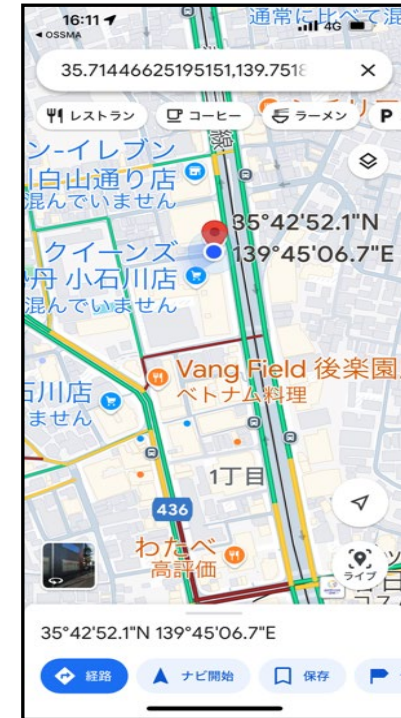 16:11
4G
◂ OSSMA
通常に比べて混
35.71446625195151,139.7518
レストラン
コーヒー
ラーメン
P
線
ン-イレブン
白山通り店
混んでいません
35°42'52.1"N
139°45'06.7"E
クイーンズ
丹 小石川店
混んでいません
Vang Field 後楽園
ベトナム料理
石川店
ません
1丁目
436
わたべ
高評価
ライブ
35°42'52.1"N 139°45'06.7"E
経路
ナビ開始
保存